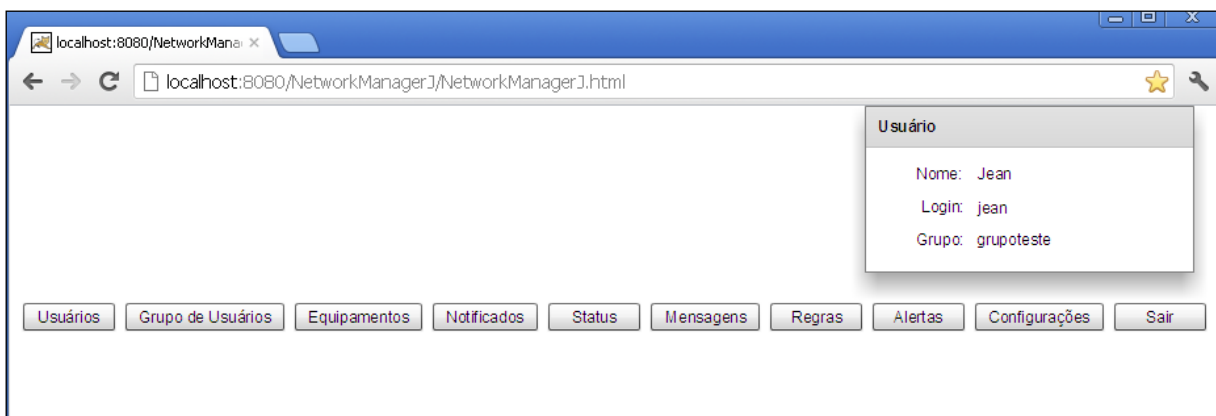 localhost:8080/NetworkMana
localhost:8080/NetworkManagerJ/NetworkManagerJ.html
Usuário
Nome: Jean
Login: jean
Grupo: grupoteste
Usuários Grupo de Usuários Equipamentos Notificados Status Mensagens Regras Alertas Configurações Sair